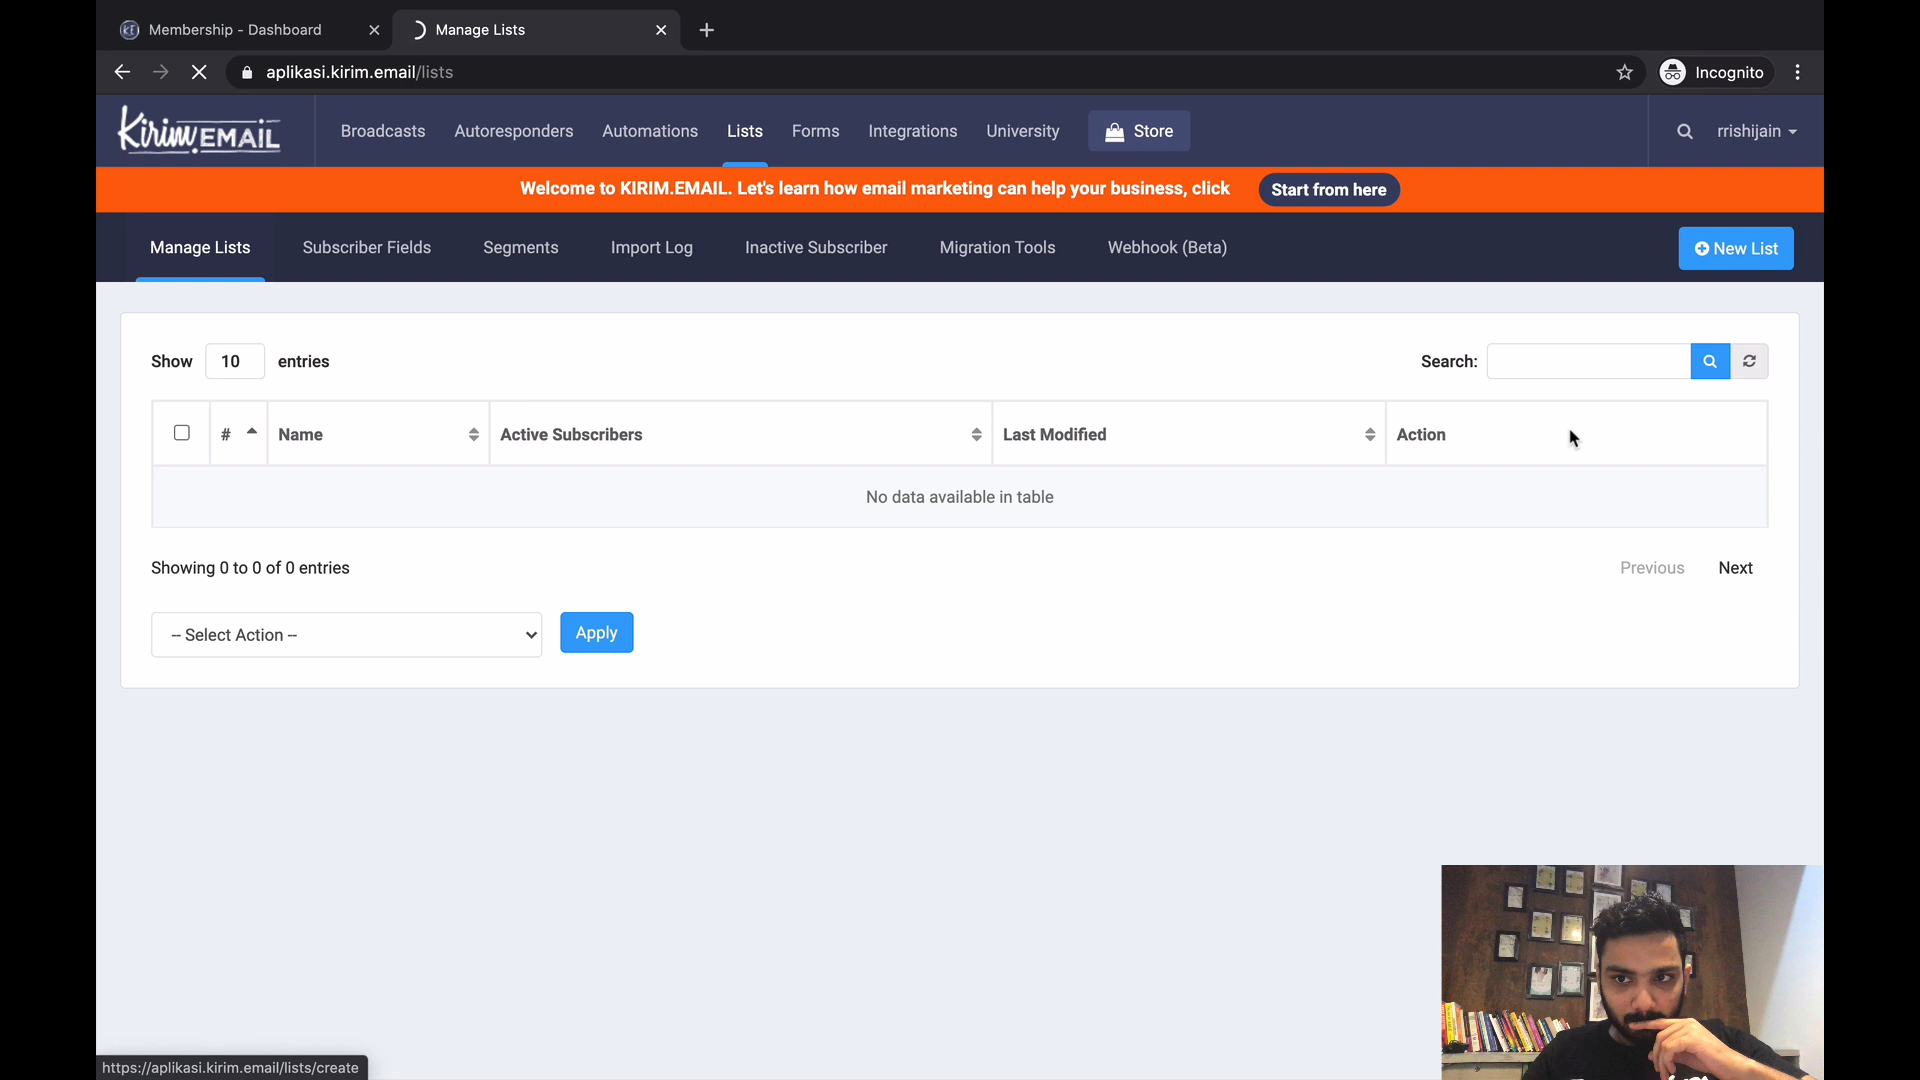 Membership - Dashboard
Manage Lists
aplikasi.kirim.email/lists
Incognito
Kirim.EMAIL
Broadcasts
Autoresponders
Automations
Lists
Forms
Integrations
University
Store
rrishijain
Welcome to KIRIM.EMAIL. Let's learn how email marketing can help your business, click
Start from here
Manage Lists
Subscriber Fields
Segments
Import Log
Inactive Subscriber
Migration Tools
Webhook (Beta)
New List
Show 10 entries
Search:
#
Name
Active Subscribers
Last Modified
Action
No data available in table
Showing 0 to 0 of 0 entries
Previous
Next
-- Select Action --
Apply
https://aplikasi.kirim.email/lists/create